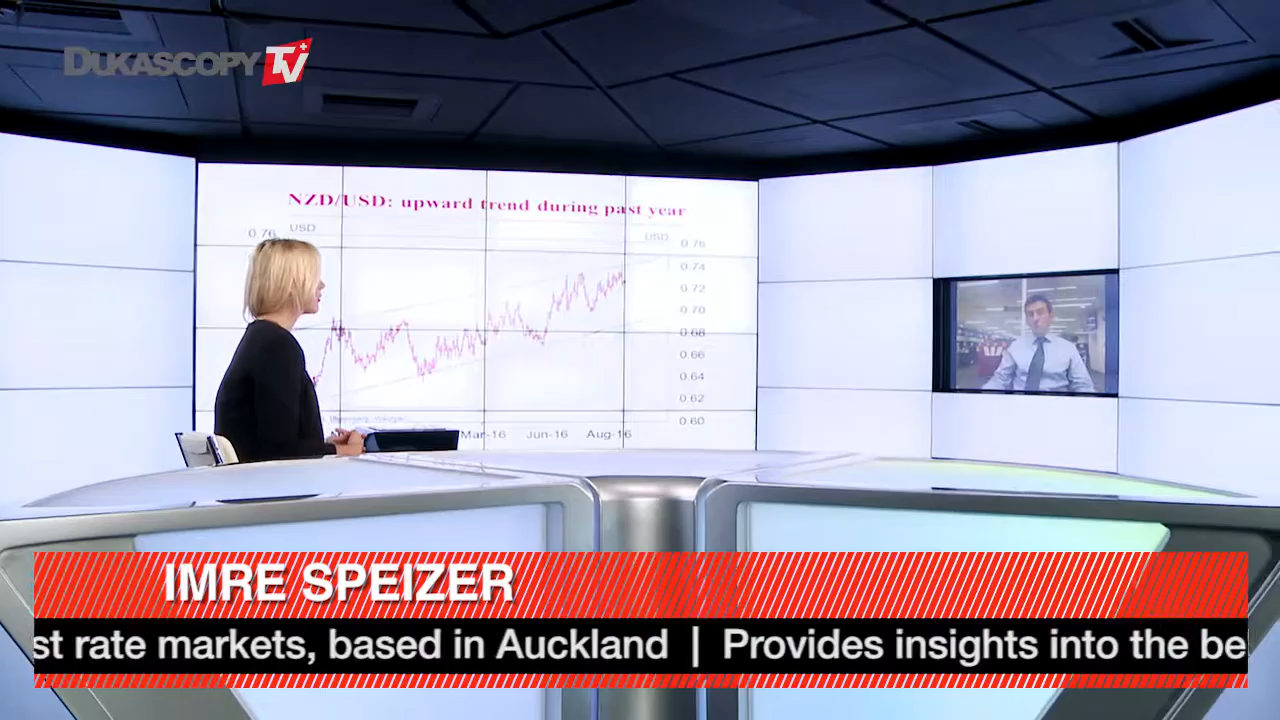 DUKASCOPY TV
NZD/USD: upward trend during past year
USD
USD
0.76
0.76
0.74
0.72
0.70
0.68
0.66
0.64
0.62
0.60
Mar-16 Jun-16 Aug-16
IMRE SPEIZER
st rate markets, based in Auckland | Provides insights into the be